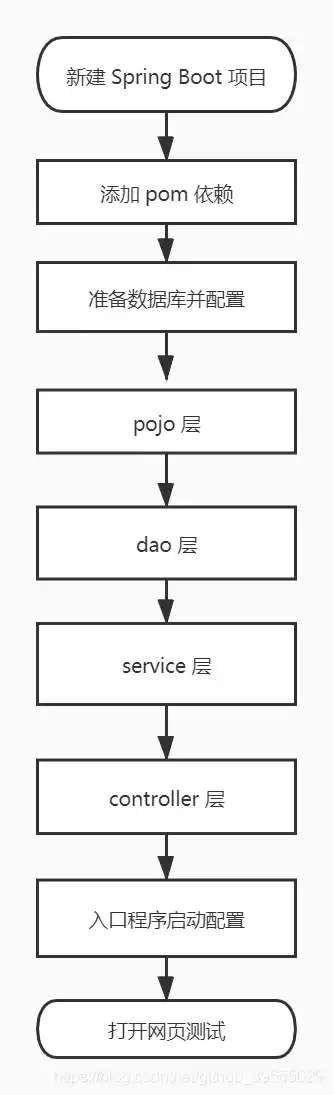 新建 Spring Boot 项目
添加 pom 依赖
准备数据库并配置
pojo 层
dao 层
service 层
controller 层
入口程序启动配置
打开网页测试
https://blog.csdn.net/github_39655029